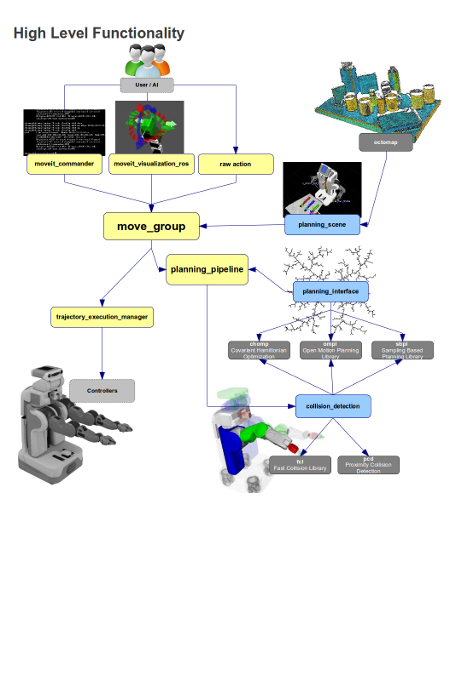 High Level Functionality
User / AI
octomap
moveit_commander
moveit_visualization_ros
raw action
move_group
planning_scene
planning_pipeline
planning_interface
trajectory_execution_manager
chomp
Covariant Hamiltonian
Optimization
ompl
Open Motion Planning
Library
sbpl
Sampling Based
Planning Library
Controllers
collision_detection
fcl
Fast Collision Library
pcd
Proximity Collision
Detection